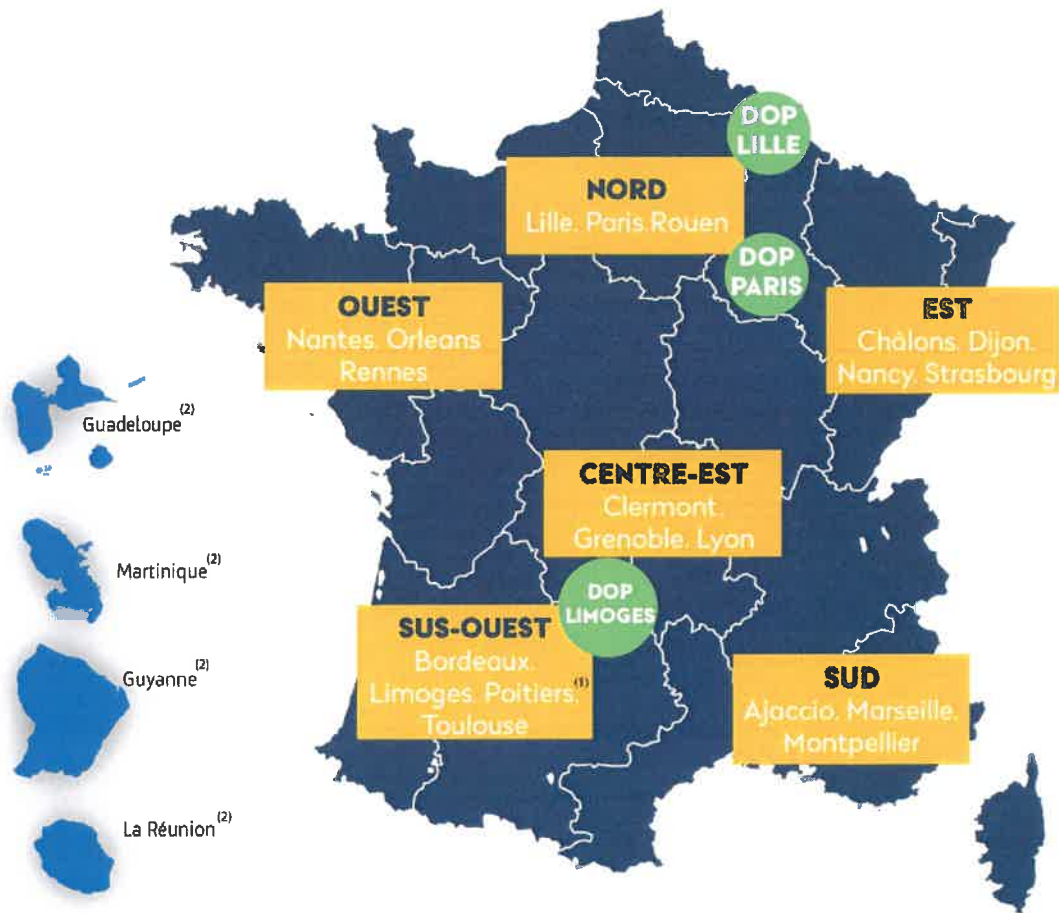 DOP
LILLE
NORD
Lille. Paris Rouen
DOP
PARIS
OUEST
Nantes. Orleans
Rennes
EST
Châlons. Dijon.
Nancy. Strasbourg
Guadeloupe(2)
CENTRE-EST
Clermont.
Grenoble. Lyon
Martinique(2)
DOP
LIMOGES
SUS-OUEST
Bordeaux.
Limoges. Poitiers.(1)
Toulouse
Guyanne(2)
SUD
Ajaccio. Marseille.
Montpellier
La Réunion(2)